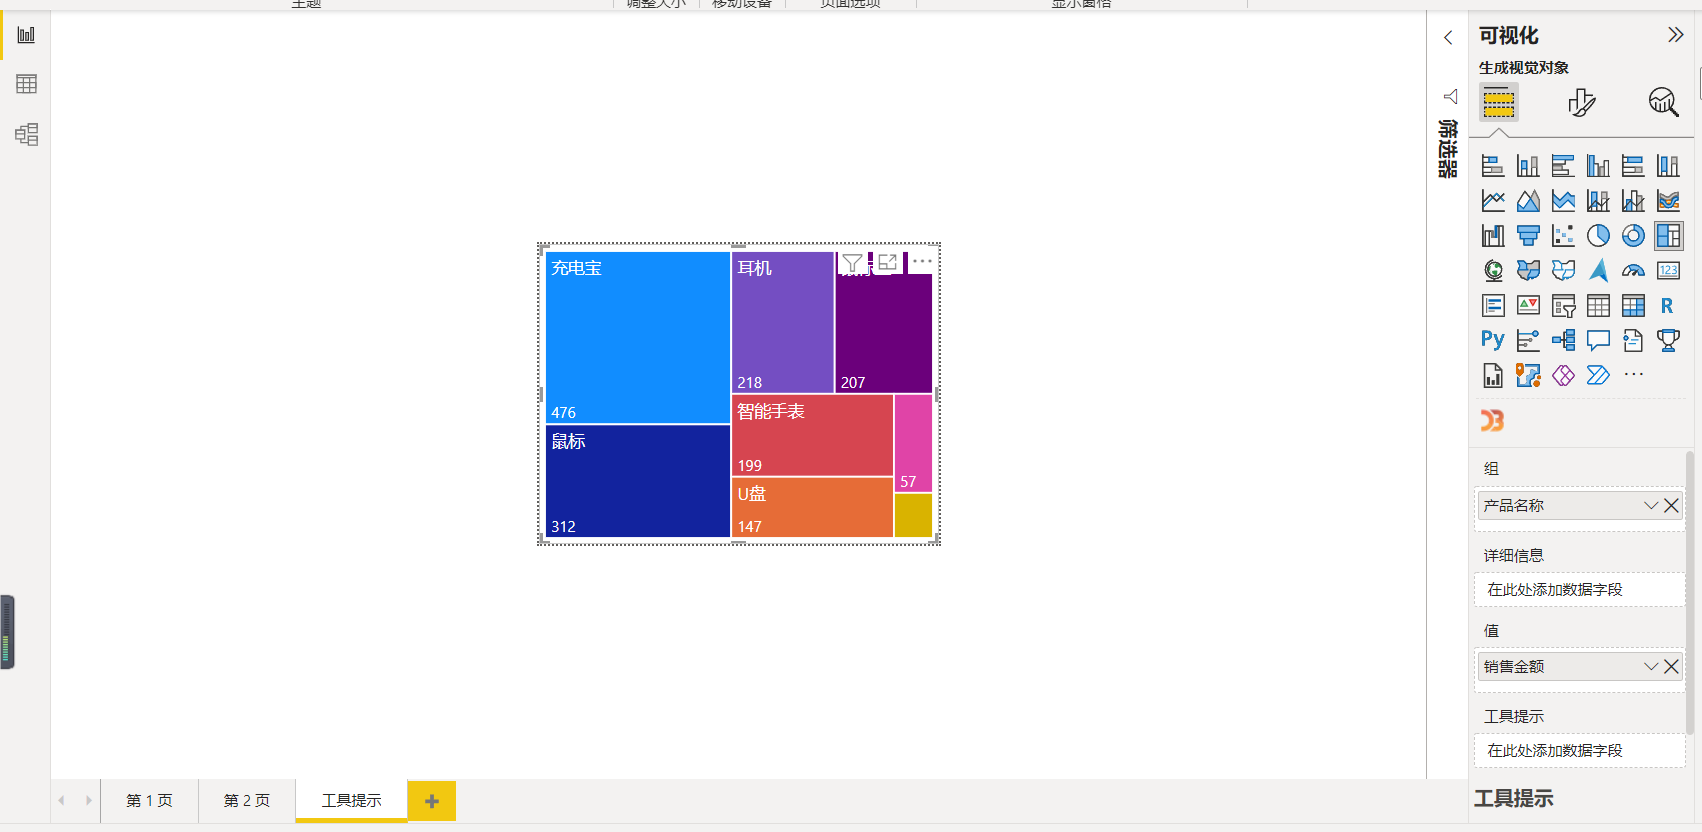 主题
调整大小
移动设备
页面选项
显示窗格
充电宝
476
鼠标
312
耳机
218
207
智能手表
199
U盘
147
57
筛选器
可视化
生成视觉对象
123
R
Py
组
产品名称
详细信息
在此处添加数据字段
值
销售金额
工具提示
在此处添加数据字段
工具提示
第 1 页
第 2 页
工具提示